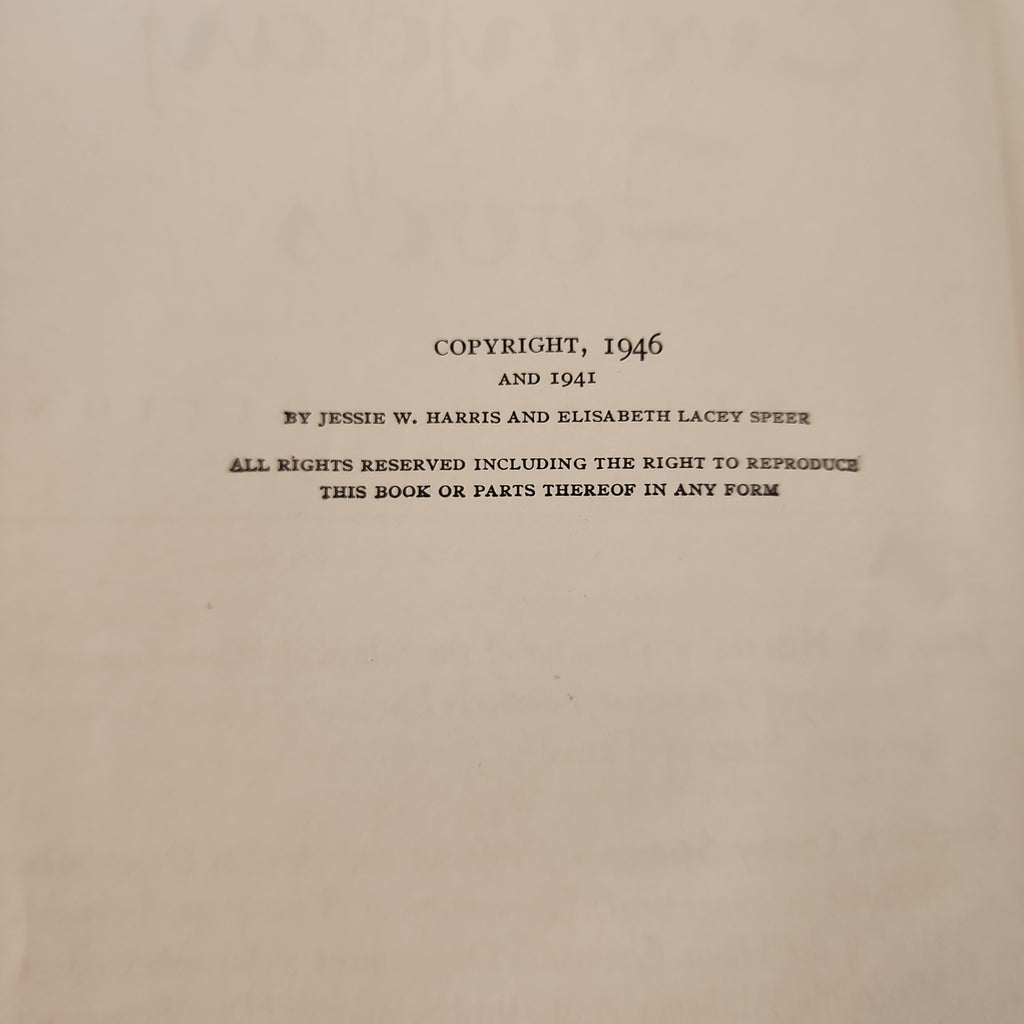 COPYRIGHT, 1946
AND 1941
BY JESSIE W. HARRIS AND ELISABETH LACEY SPEER
ALL RIGHTS RESERVED INCLUDING THE RIGHT TO REPRODUCE
THIS BOOK OR PARTS THEREOF IN ANY FORM